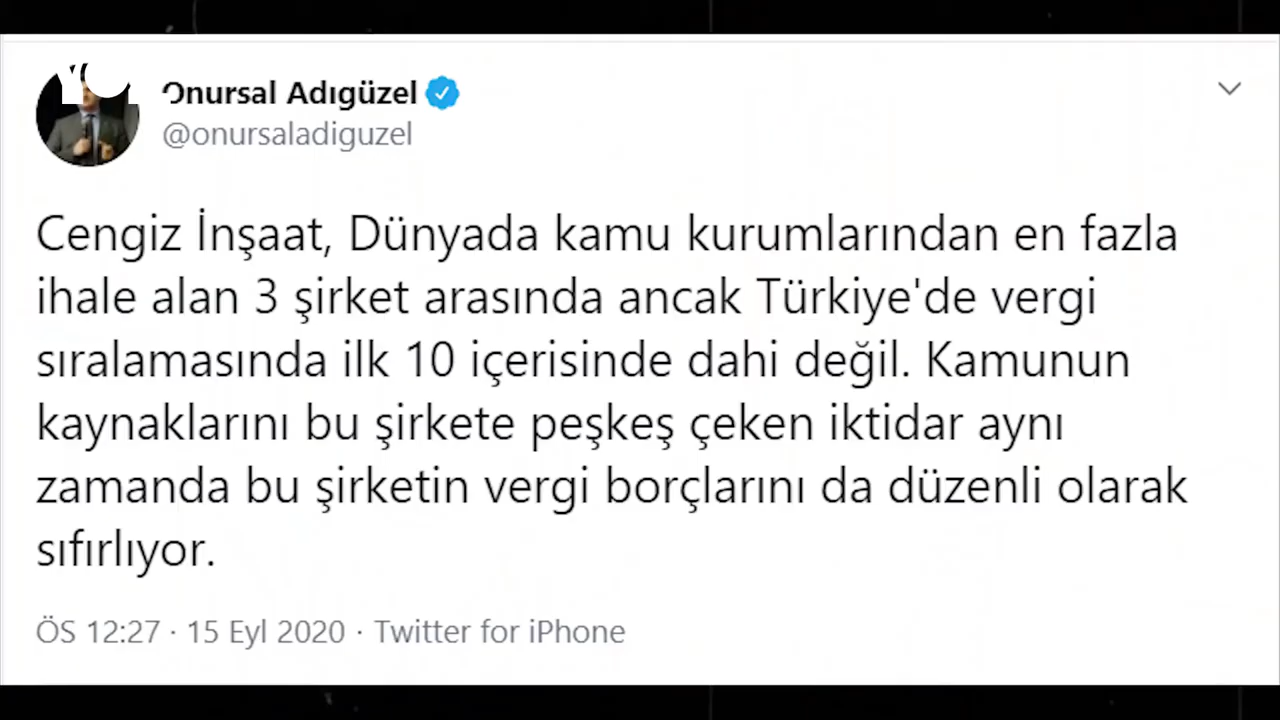 Onursal Adıgüzel
@onursaladiguzel
Cengiz İnşaat, Dünyada kamu kurumlarından en fazla
ihale alan 3 şirket arasında ancak Türkiye'de vergi
sıralamasında ilk 10 içerisinde dahi değil. Kamunun
kaynaklarını bu şirkete peşkeş çeken iktidar aynı
zamanda bu şirketin vergi borçlarını da düzenli olarak
sıfırlıyor.
ÖS 12:27 · 15 Eyl 2020 · Twitter for iPhone